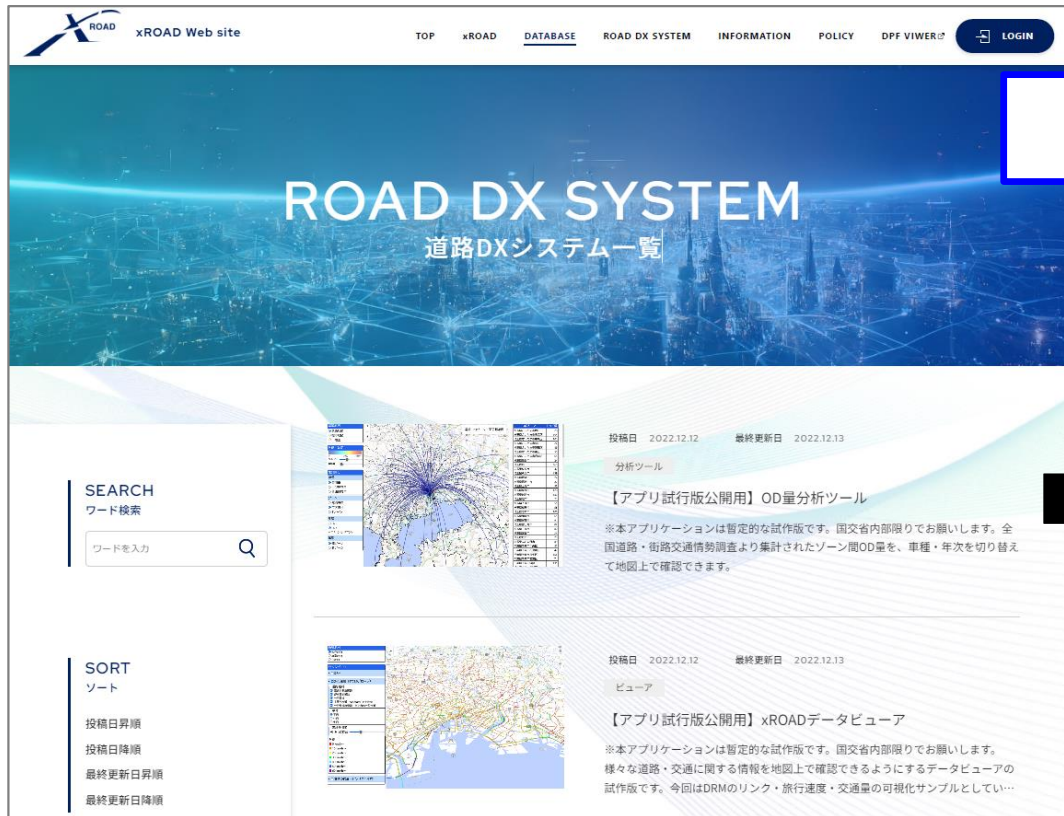 ROAD
xROAD Web site
TOP
xROAD
DATABASE
ROAD DX SYSTEM
INFORMATION
POLICY
DPF VIWER
LOGIN
ROAD DX SYSTEM
道路DXシステム一覧
SEARCH
ワード検索
ワードを入力
SORT
ソート
投稿日昇順
投稿日降順
最終更新日昇順
最終更新日降順
投稿日 2022.12.12 最終更新日 2022.12.13
分析ツール
【アプリ試行版公開用】OD量分析ツール
※本アプリケーションは暫定的な試作版です。国交省内部限りでお願いします。全
国道路・街路交通情勢調査より集計されたゾーン間OD量を、車種・年次を切り替え
て地図上で確認できます。
投稿日 2022.12.12 最終更新日 2022.12.13
ビューア
【アプリ試行版公開用】xROADデータビューア
※本アプリケーションは暫定的な試作版です。国交省内部限りでお願いします。
様々な道路・交通に関する情報を地図上で確認できるようにするデータビューアの
試作版です。今回はDRMのリンク・旅行速度・交通量の可視化サンプルとしてい…